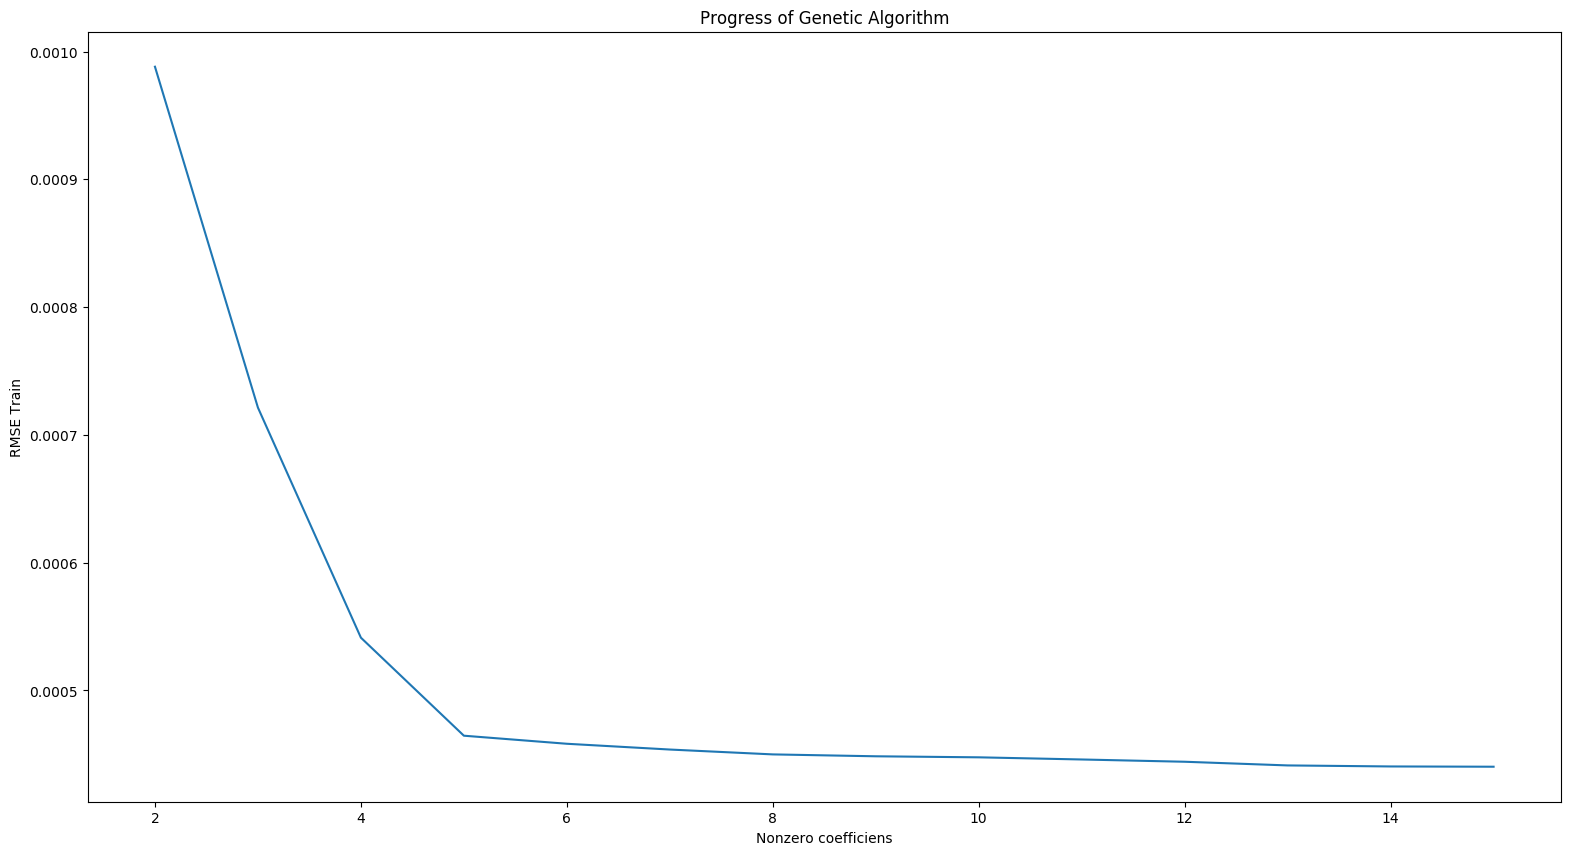 Progress of Genetic Algorithm
0.0010
0.0009
0.0008
0.0007
0.0006
0.0005
RMSE Train
2 4 6 8 10 12 14
Nonzero coefficiens